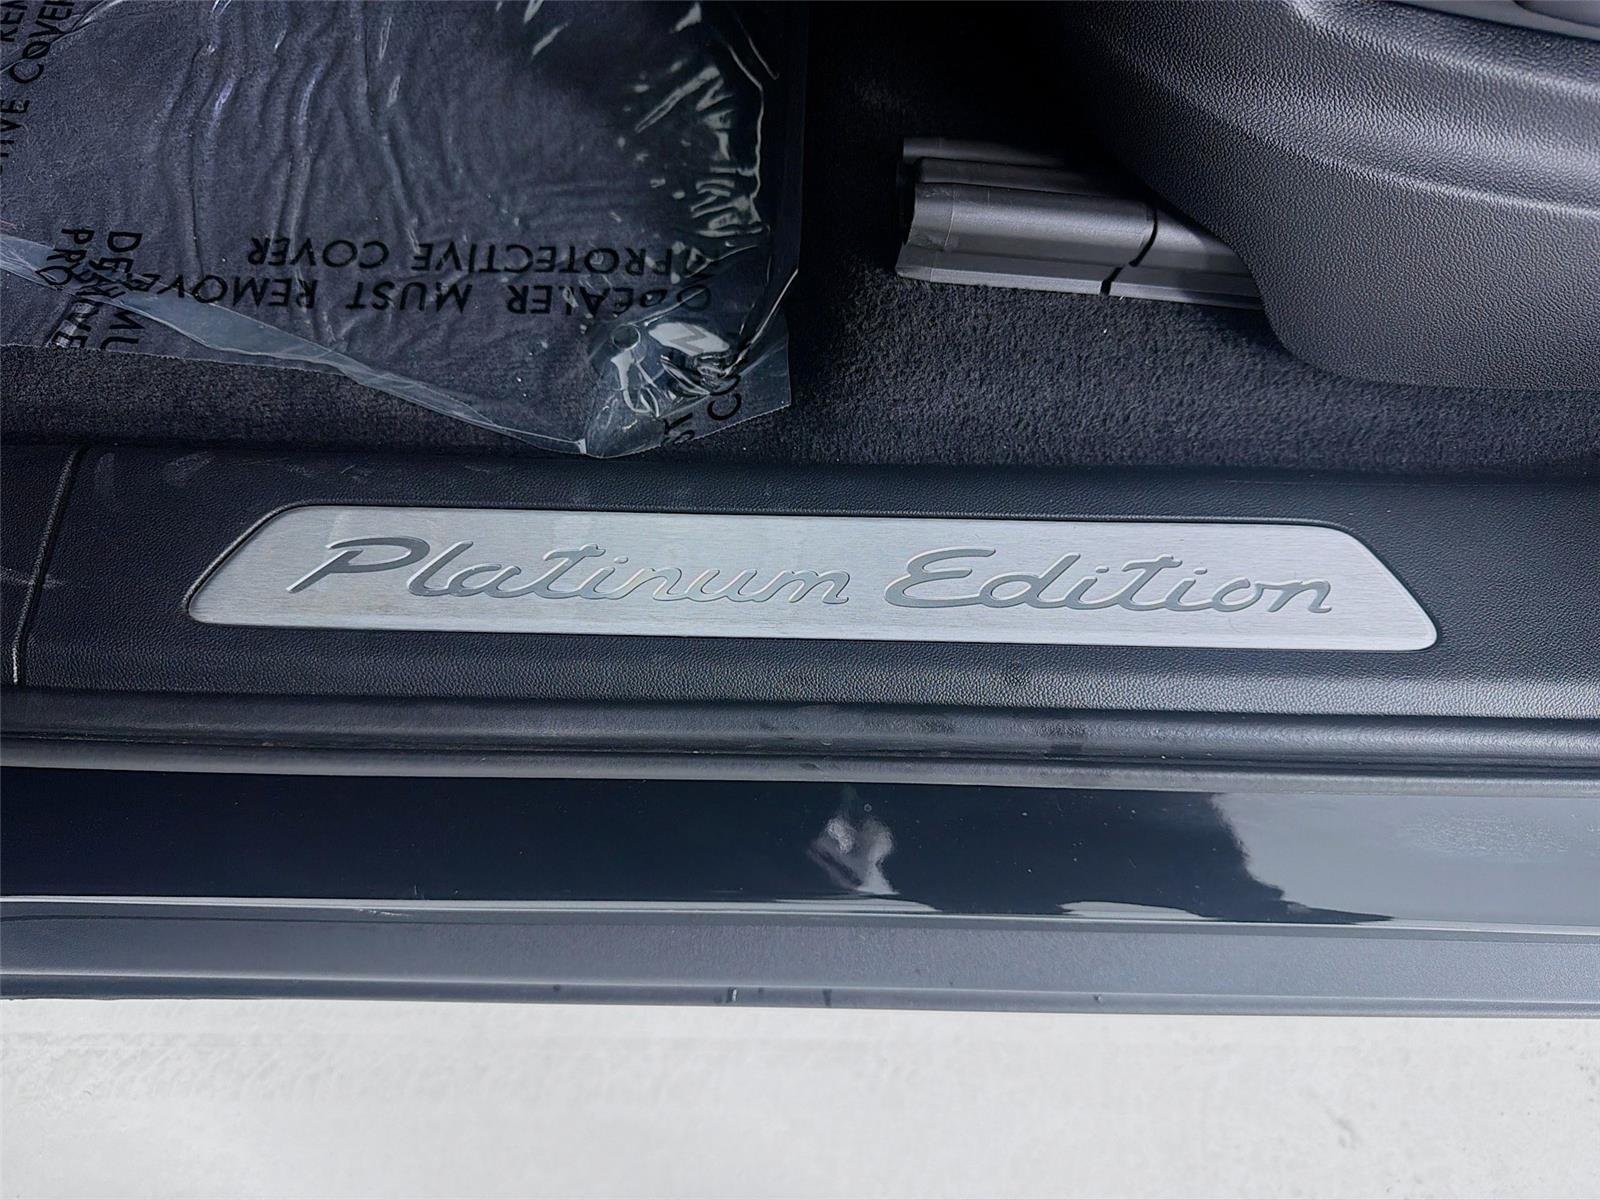 DEALER MUST REMOVE
PROTECTIVE COVER
Platinum Edition